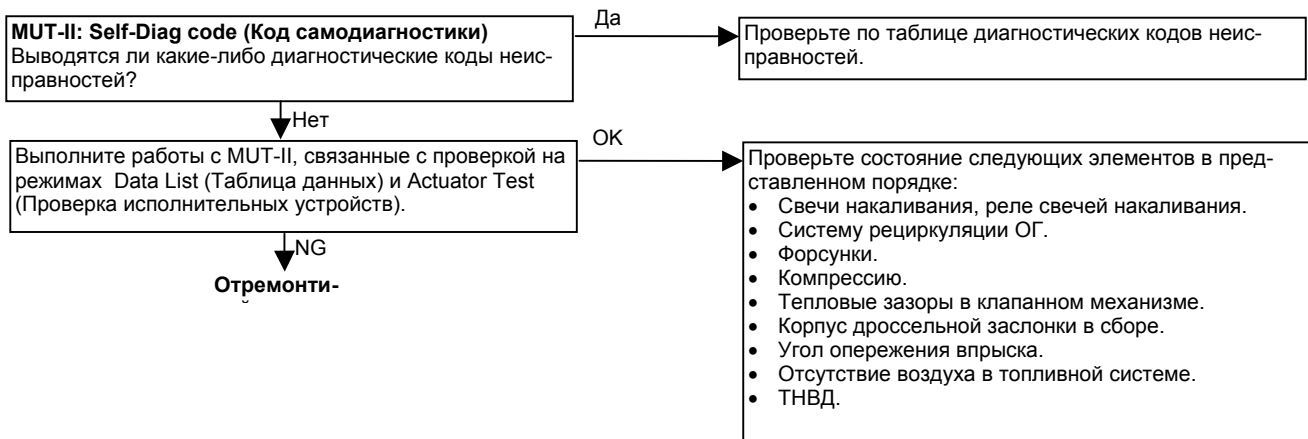 MUT-II: Self-Diag code (Код самодиагностики)
Выводятся ли какие-либо диагностические коды неис-
правностей?
Да
Проверьте по таблице диагностических кодов неис-
правностей.
Нет
Выполните работы с MUT-II, связанные с проверкой на
режимах Data List (Таблица данных) и Actuator Test
(Проверка исполнительных устройств).
OK
Проверьте состояние следующих элементов в пред-
ставленном порядке:
• Свечи накаливания, реле свечей накаливания.
• Систему рециркуляции ОГ.
• Форсунки.
• Компрессию.
• Тепловые зазоры в клапанном механизме.
• Корпус дроссельной заслонки в сборе.
• Угол опережения впрыска.
• Отсутствие воздуха в топливной системе.
• ТНВД.
NG
Отремонти-